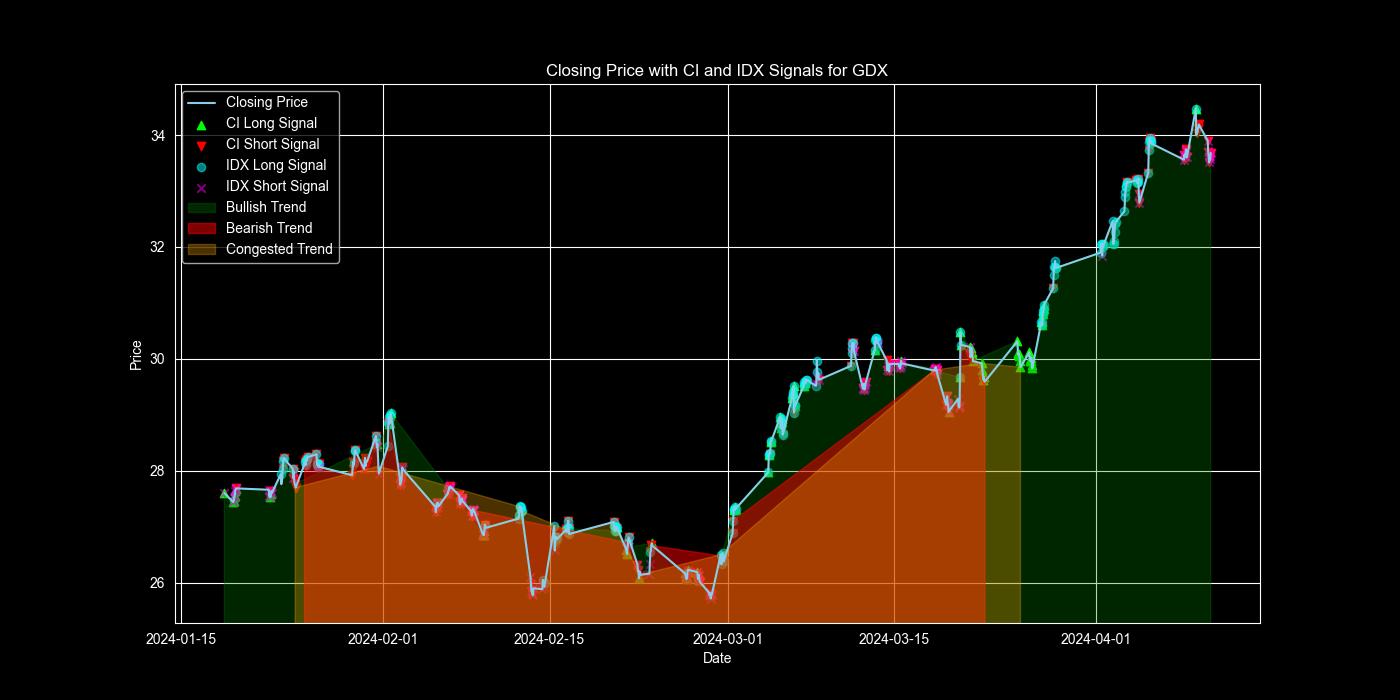 Closing Price with CI and IDX Signals for GDX
Closing Price
CI Long Signal
CI Short Signal
IDX Long Signal
IDX Short Signal
Bullish Trend
Bearish Trend
Congested Trend
Price
34
32
30
28
26
2024-01-15
2024-02-01
2024-02-15
2024-03-01
2024-03-15
2024-04-01
Date